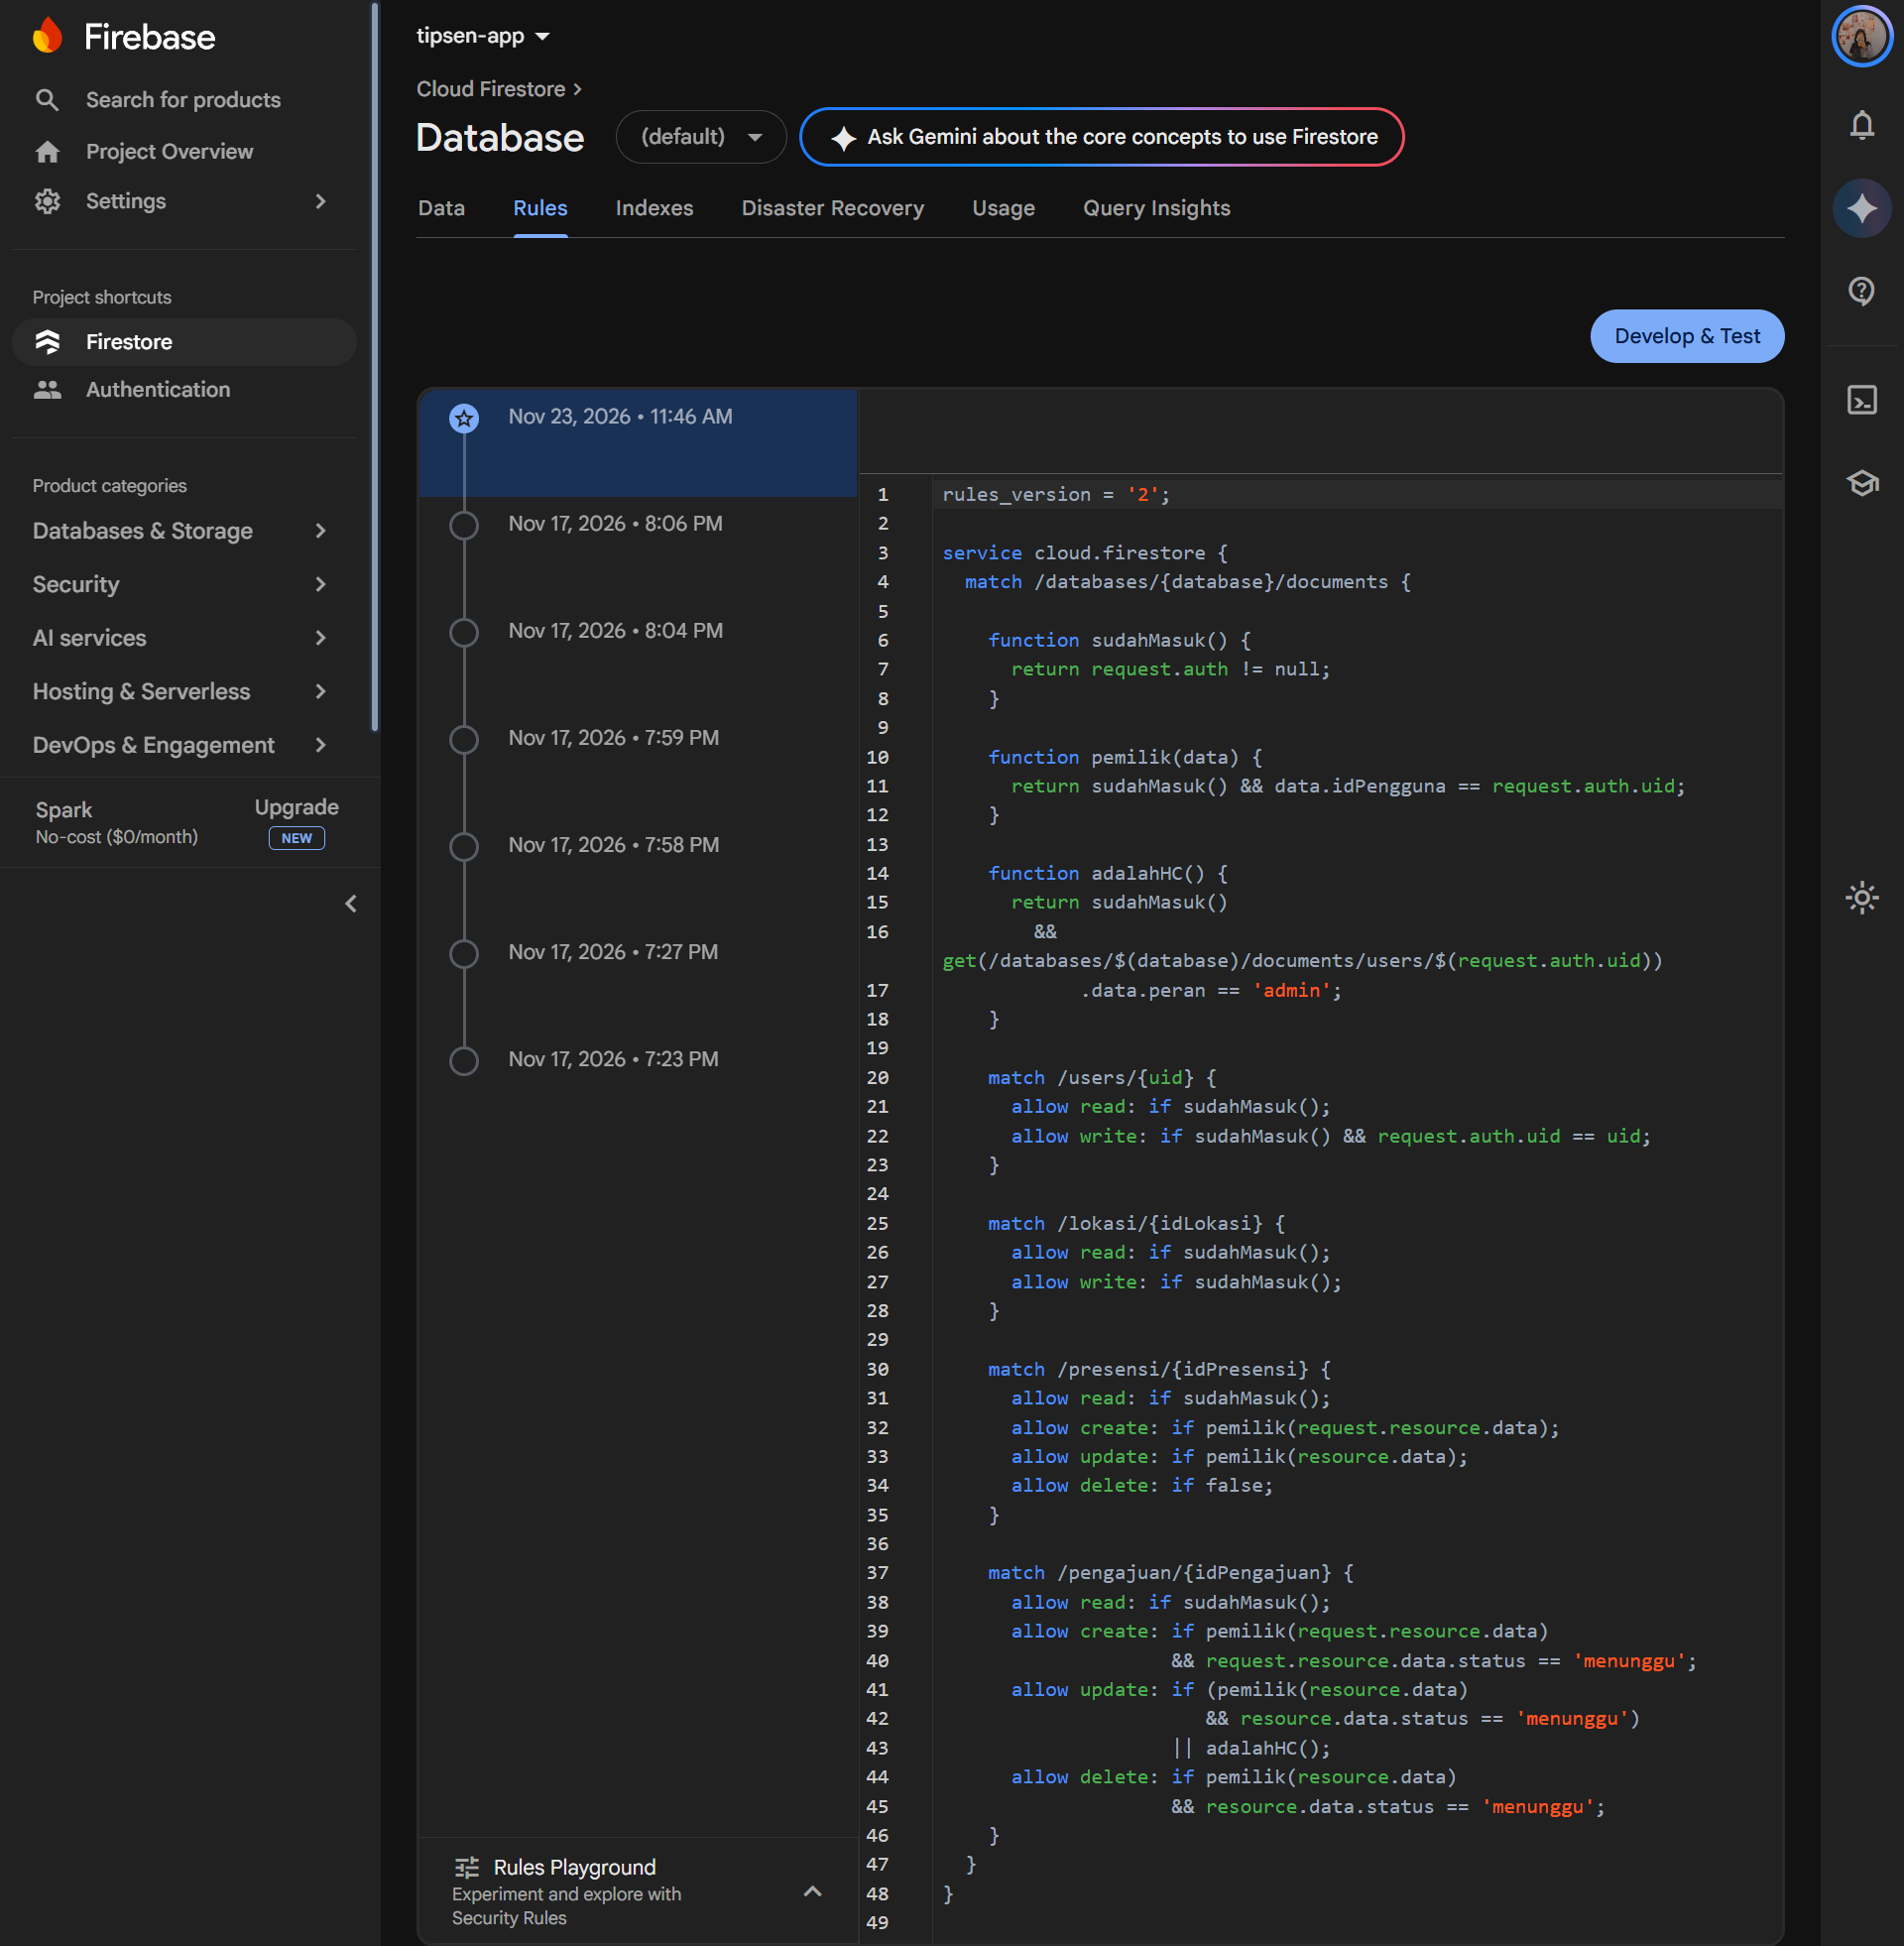 Firebase
Search for products
Project Overview
Settings
Project shortcuts
Firestore
Authentication
Product categories
Databases & Storage
Security
AI services
Hosting & Serverless
DevOps & Engagement
Spark
No-cost ($0/month)
Upgrade
NEW
tipsen-app
Cloud Firestore
Database
(default)
Ask Gemini about the core concepts to use Firestore
Data Rules Indexes Disaster Recovery Usage Query Insights
Develop & Test
Nov 23, 2026 • 11:46 AM
Nov 17, 2026 • 8:06 PM
Nov 17, 2026 • 8:04 PM
Nov 17, 2026 • 7:59 PM
Nov 17, 2026 • 7:58 PM
Nov 17, 2026 • 7:27 PM
Nov 17, 2026 • 7:23 PM
Rules Playground
Experiment and explore with
Security Rules
1 rules_version = '2';
2
3 service cloud.firestore {
4   match /databases/{database}/documents {
5
6     function sudahMasuk() {
7       return request.auth != null;
8     }
9
10     function pemilik(data) {
11       return sudahMasuk() && data.idPengguna == request.auth.uid;
12     }
13
14     function adalahHC() {
15       return sudahMasuk()
16         &&
get(/databases/$(database)/documents/users/$(request.auth.uid))
17             .data.peran == 'admin';
18     }
19
20     match /users/{uid} {
21       allow read: if sudahMasuk();
22       allow write: if sudahMasuk() && request.auth.uid == uid;
23     }
24
25     match /lokasi/{idLokasi} {
26       allow read: if sudahMasuk();
27       allow write: if sudahMasuk();
28     }
29
30     match /presensi/{idPresensi} {
31       allow read: if sudahMasuk();
32       allow create: if pemilik(request.resource.data);
33       allow update: if pemilik(resource.data);
34       allow delete: if false;
35     }
36
37     match /pengajuan/{idPengajuan} {
38       allow read: if sudahMasuk();
39       allow create: if pemilik(request.resource.data)
40                     && request.resource.data.status == 'menunggu';
41       allow update: if (pemilik(resource.data)
42                        && resource.data.status == 'menunggu')
43                     || adalahHC();
44       allow delete: if pemilik(resource.data)
45                     && resource.data.status == 'menunggu';
46     }
47   }
48 }
49